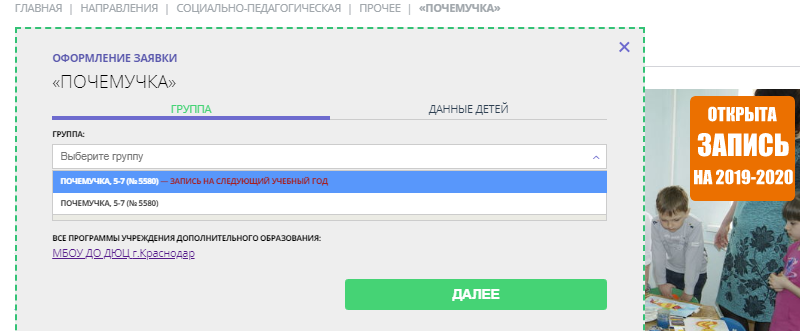 ГЛАВНАЯ | НАПРАВЛЕНИЯ | СОЦИАЛЬНО-ПЕДАГОГИЧЕСКАЯ | ПРОЧЕЕ | «ПОЧЕМУЧКА»
ОФОРМЛЕНИЕ ЗАЯВКИ
«ПОЧЕМУЧКА»
ГРУППА ДАННЫЕ ДЕТЕЙ
ГРУППА:
Выберите группу
ПОЧЕМУЧКА, 5-7 (№ 5580) — ЗАПИСЬ НА СЛЕДУЮЩИЙ УЧЕБНЫЙ ГОД
ПОЧЕМУЧКА, 5-7 (№ 5580)
ВСЕ ПРОГРАММЫ УЧРЕЖДЕНИЯ ДОПОЛНИТЕЛЬНОГО ОБРАЗОВАНИЯ:
МБОУ ДО ДЮЦ г.Краснодар
ДАЛЕЕ
ОТКРЫТА
ЗАПИСЬ
НА 2019-2020